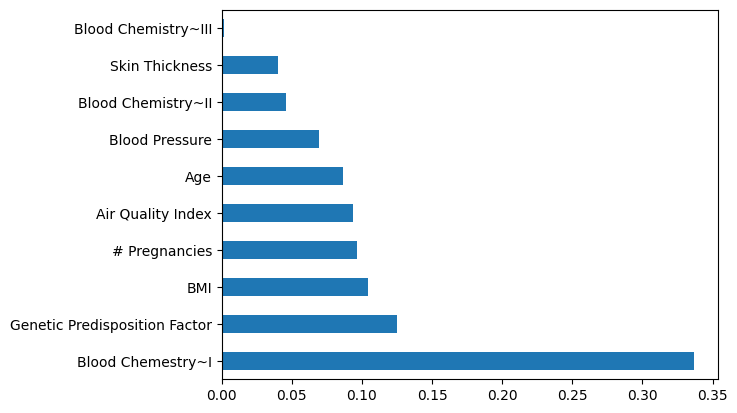 Blood Chemistry~III
Skin Thickness
Blood Chemistry~II
Blood Pressure
Age
Air Quality Index
# Pregnancies
BMI
Genetic Predisposition Factor
Blood Chemestry~I
0.00 0.05 0.10 0.15 0.20 0.25 0.30 0.35